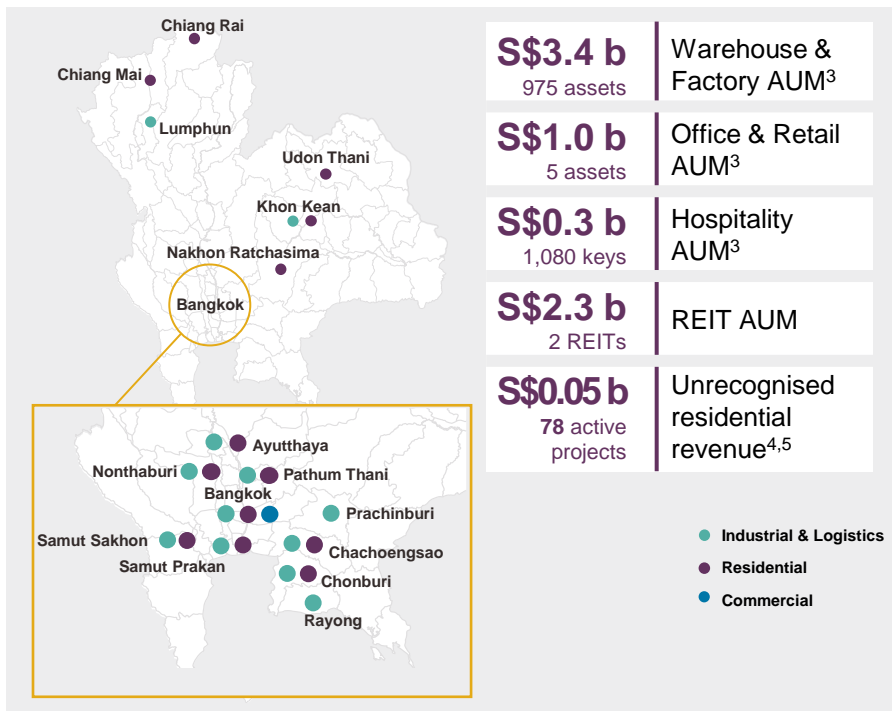 Chiang Rai
Chiang Mai
Lumphun
Udon Thani
Khon Kean
Nakhon Ratchasima
Bangkok
Ayutthaya
Nonthaburi
Pathum Thani
Bangkok
Prachinburi
Samut Sakhon
Chachoengsao
Samut Prakan
Chonburi
Rayong
S$3.4 b
975 assets
Warehouse &
Factory AUM3
S$1.0 b
5 assets
Office & Retail
AUM3
S$0.3 b
1,080 keys
Hospitality
AUM3
S$2.3 b
2 REITs
REIT AUM
S$0.05 b
78 active
projects
Unrecognised
residential
revenue4,5
Industrial & Logistics
Residential
Commercial